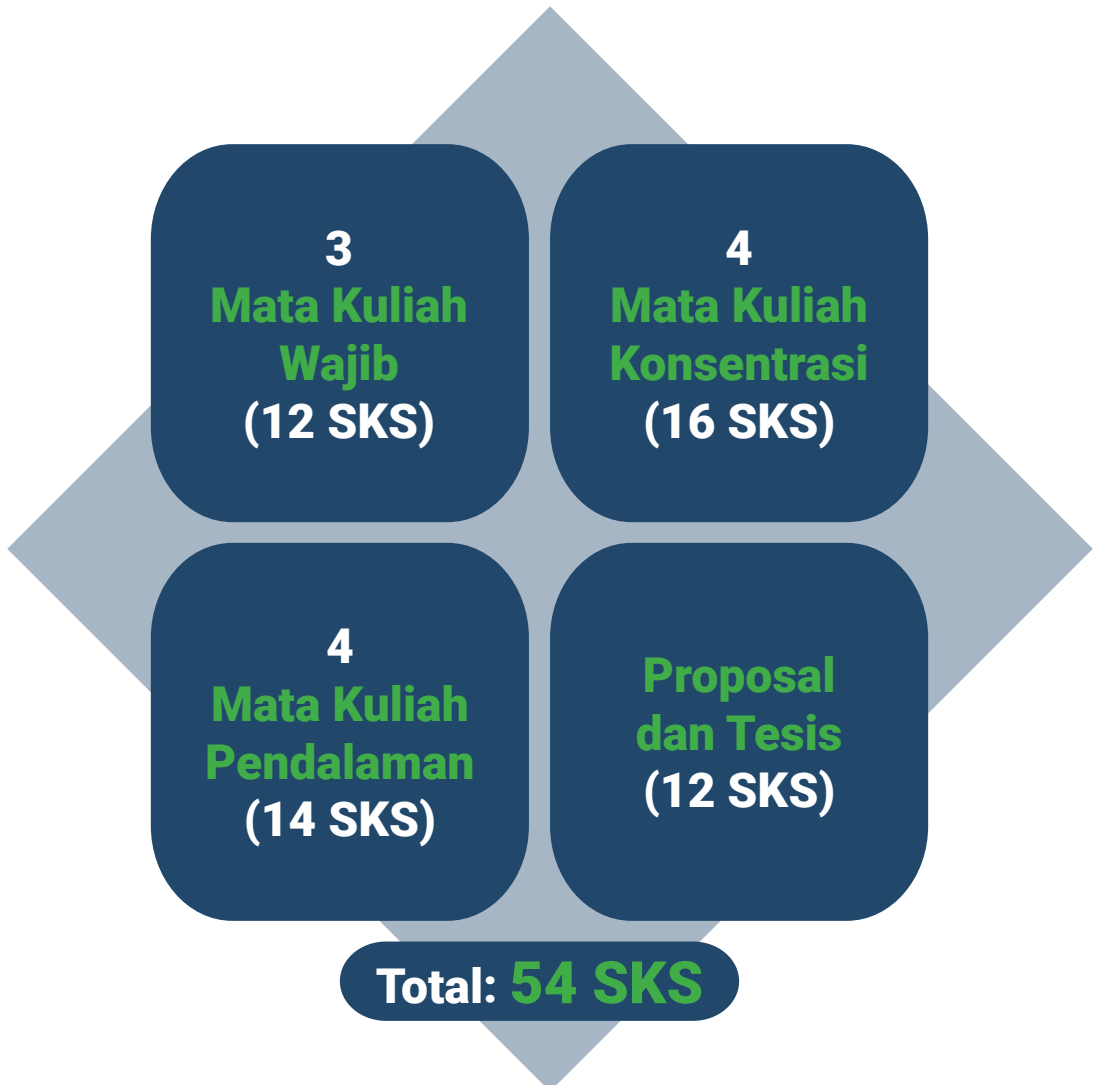 3
Mata Kuliah
Wajib
(12 SKS)
4
Mata Kuliah
Konsentrasi
(16 SKS)
4
Mata Kuliah
Pendalaman
(14 SKS)
Proposal
dan Tesis
(12 SKS)
Total: 54 SKS